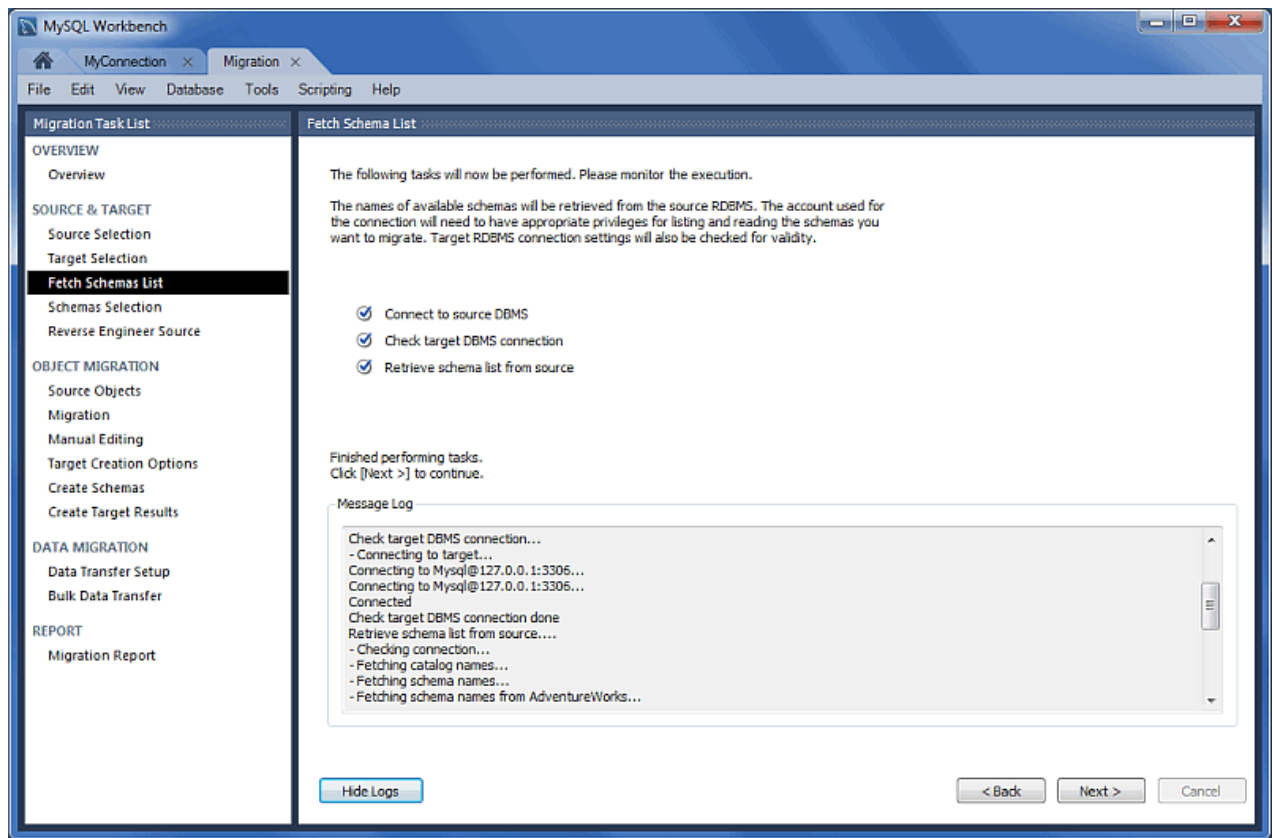 MySQL Workbench
MyConnection
Migration
File Edit View Database Tools Scripting Help
Migration Task List
OVERVIEW
Overview
SOURCE & TARGET
Source Selection
Target Selection
Fetch Schemas List
Schemas Selection
Reverse Engineer Source
OBJECT MIGRATION
Source Objects
Migration
Manual Editing
Target Creation Options
Create Schemas
Create Target Results
DATA MIGRATION
Data Transfer Setup
Bulk Data Transfer
REPORT
Migration Report
Fetch Schema List
The following tasks will now be performed. Please monitor the execution.
The names of available schemas will be retrieved from the source RDBMS. The account used for
the connection will need to have appropriate privileges for listing and reading the schemas you
want to migrate. Target RDBMS connection settings will also be checked for validity.
Connect to source DBMS
Check target DBMS connection
Retrieve schema list from source
Finished performing tasks.
Click [Next >] to continue.
Message Log
Check target DBMS connection...
- Connecting to target...
Connecting to Mysql@127.0.0.1:3306...
Connecting to Mysql@127.0.0.1:3306...
Connected
Check target DBMS connection done
Retrieve schema list from source....
- Checking connection...
- Fetching catalog names...
- Fetching schema names...
- Fetching schema names from AdventureWorks...
Hide Logs
< Back
Next >
Cancel